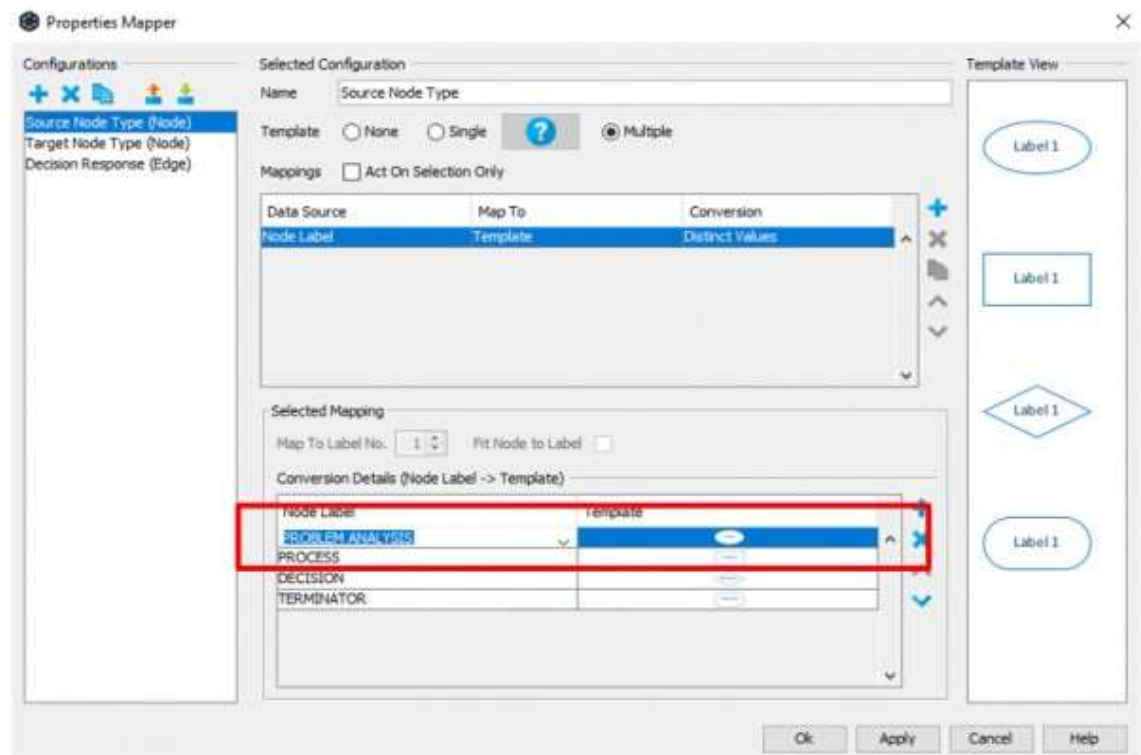 Properties Mapper
Configurations
Source Node Type (Node)
Target Node Type (Node)
Decision Response (Edge)
Selected Configuration
Name Source Node Type
Template None Single ? Multiple
Mappings Act On Selection Only
Data Source Map To Conversion
Node Label Template Distinct Values
Selected Mapping
Map To Label No. 1 Fit Node to Label
Conversion Details (Node Label -> Template)
Node Label Template
PROBLEM ANALYSIS
PROCESS
DECISION
TERMINATOR
Template View
Label 1
Label 1
Label 1
Label 1
Ok Apply Cancel Help